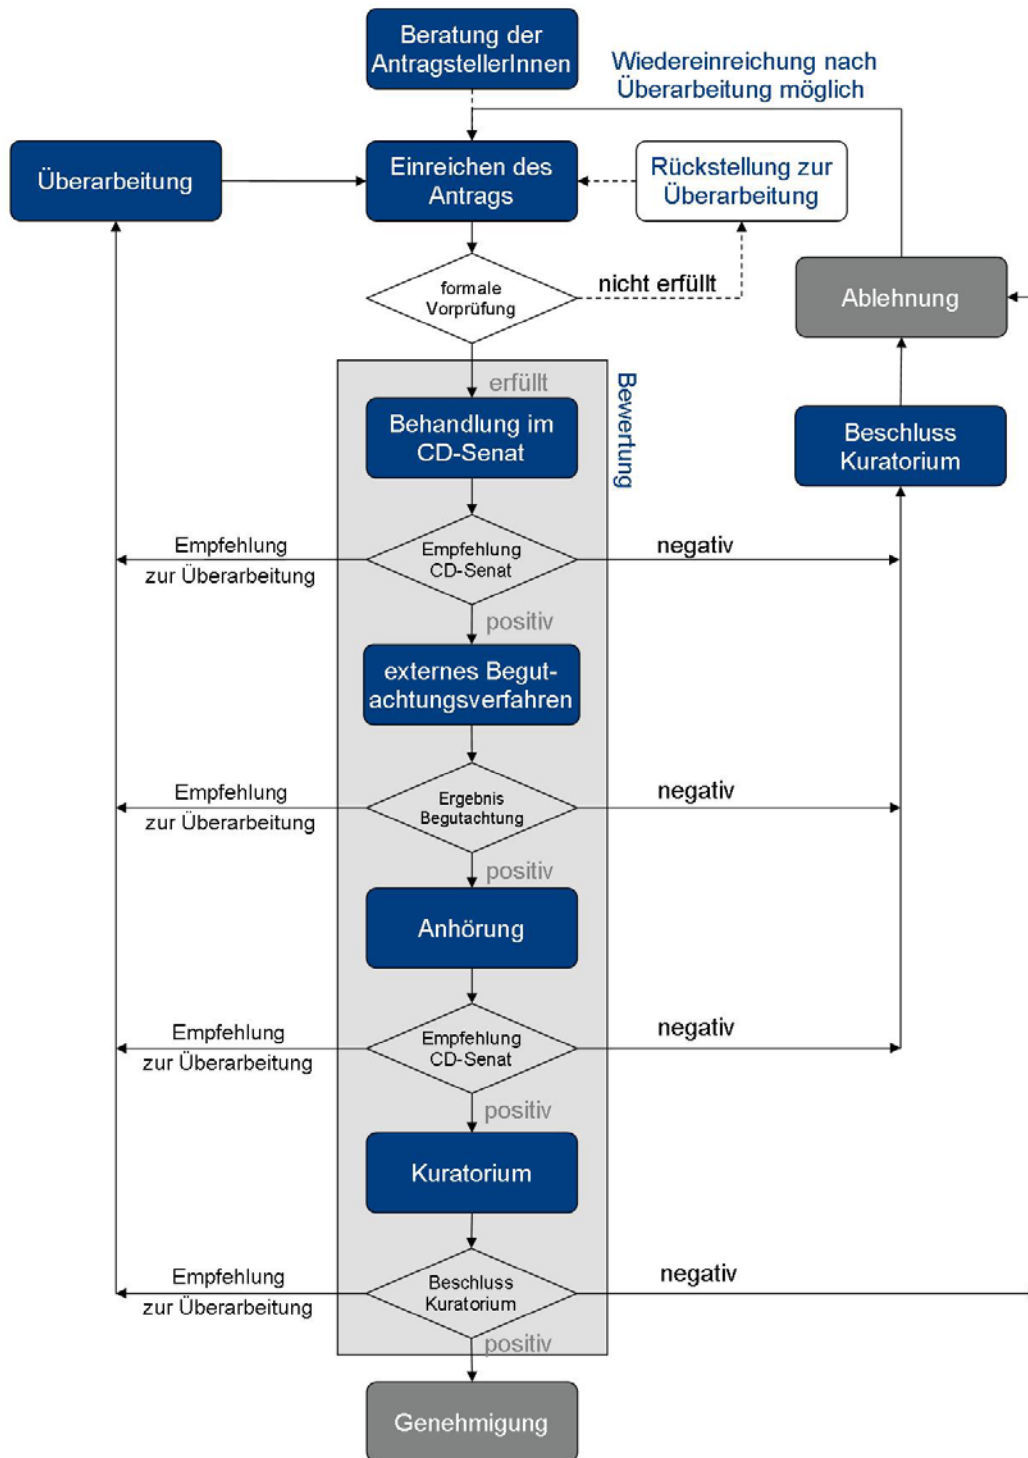 Beratung der
AntragstellerInnen
Wiedereinreichung nach
Überarbeitung möglich
Überarbeitung
Einreichen des
Antrags
Rückstellung zur
Überarbeitung
formale
Vorprüfung
nicht erfüllt
Ablehnung
erfüllt
Bewertung
Behandlung im
CD-Senat
Beschluss
Kuratorium
Empfehlung
zur Überarbeitung
Empfehlung
CD-Senat
negativ
positiv
externes Begut-
achtungsverfahren
Empfehlung
zur Überarbeitung
Ergebnis
Begutachtung
negativ
positiv
Anhörung
Empfehlung
zur Überarbeitung
Empfehlung
CD-Senat
negativ
positiv
Kuratorium
Empfehlung
zur Überarbeitung
Beschluss
Kuratorium
negativ
positiv
Genehmigung